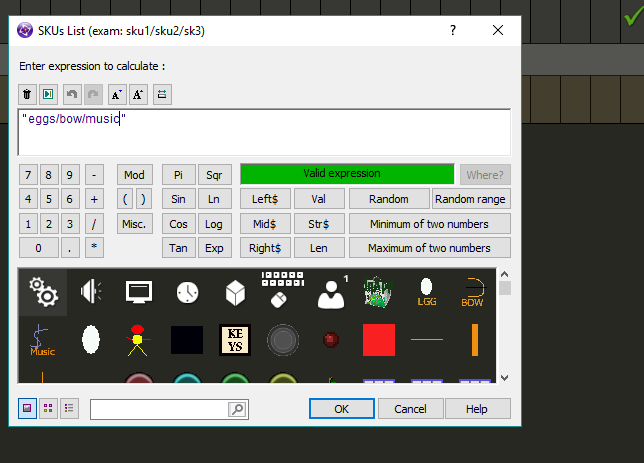 SKUs List (exam: sku1/sku2/sk3)
?
Enter expression to calculate :
A A
"eggs/bow/music"
7 8 9 - Mod Pi Sqr Valid expression Where?
4 5 6 + ( ) Sin Ln Left$ Val Random Random range
1 2 3 / Misc. Cos Log Mid$ Str$ Minimum of two numbers
0 . * Tan Exp Right$ Len Maximum of two numbers
1
LGG BOW
Music KE
YS
OK Cancel Help